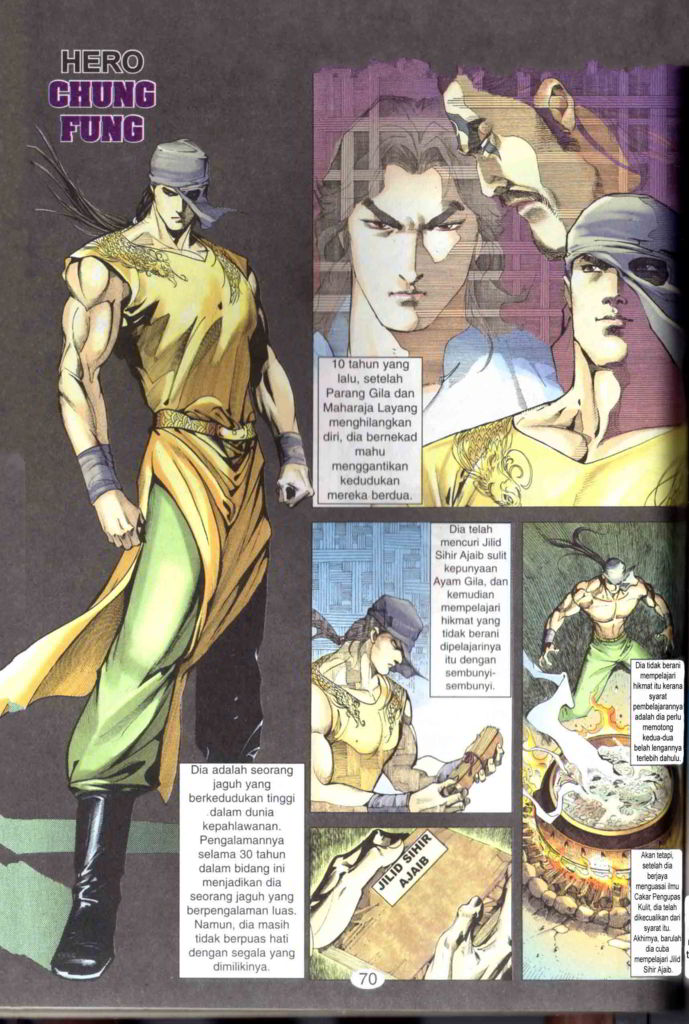 HERO
CHUNG
FUNG
10 tahun yang
lalu, setelah
Parang Gila dan
Maharaja Layang
menghilangkan
diri, dia bernekad
mahu
menggantikan
kedudukan
mereka berdua.
Dia telah
mencuri Jilid
Sihir Ajaib sulit
kepunyaan
Ayam Gila, dan
kemudian
mempelajari
hikmat yang
tidak berani
dipelajarinya
itu dengan
sembunyi-
sembunyi.
Dia tidak berani
mempelajari
hikmat itu kerana
syarat
pembelajarannya
adalah dia perlu
memotong
kedua-dua
belah lengannya
terlebih dahulu.
Dia adalah seorang
jaguh yang
berkedudukan tinggi
dalam dunia
kepahlawanan.
Pengalamannya
selama 30 tahun
dalam bidang ini
menjadikan dia
seorang jaguh yang
berpengalaman luas.
Namun, dia masih
tidak berpuas hati
dengan segala yang
dimilikinya.
JILID SIHIR
AJAIB
Akan tetapi,
setelah dia
berjaya
menguasai ilmu
Cakar Pengupas
Kulit, dia telah
dikecualikan dari
syarat itu.
Akhirnya, barulah
dia cuba
mempelajari Jilid
Sihir Ajaib.
70